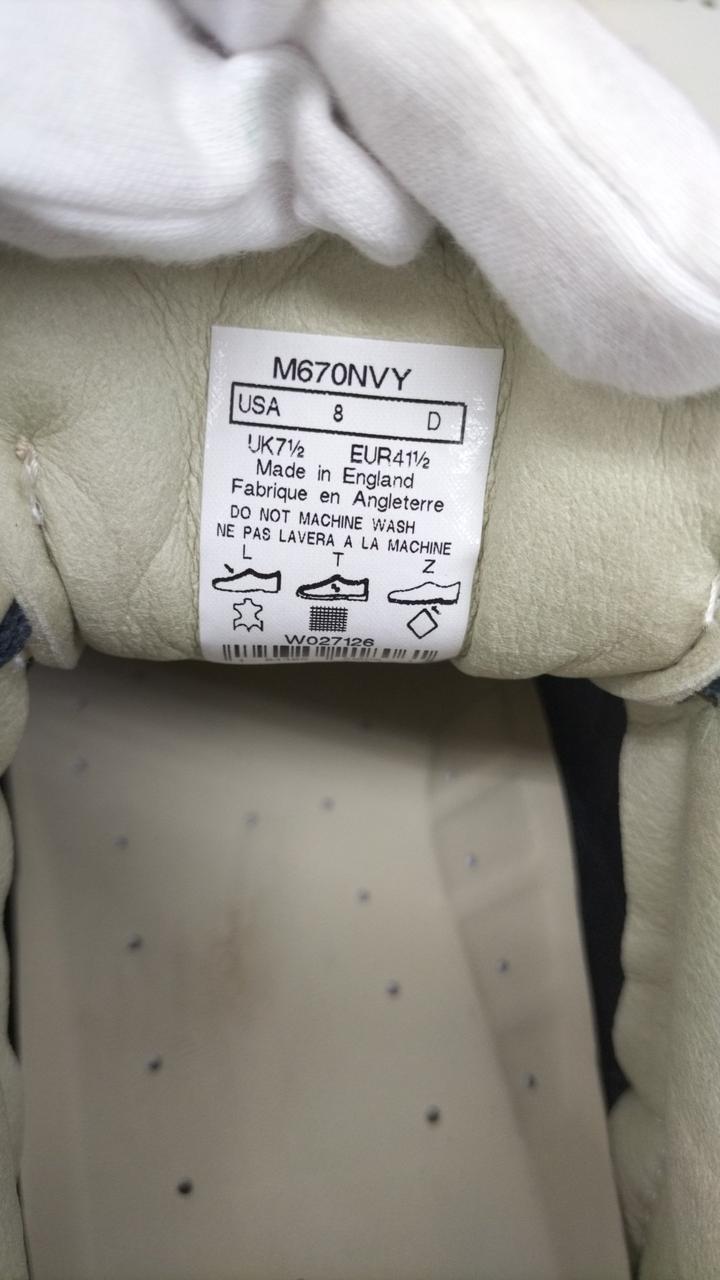 M670NVY
USA 8 D
UK7½ EUR41½
Made in England
Fabrique en Angleterre
DO NOT MACHINE WASH
NE PAS LAVERA A LA MACHINE
L T Z
W027126